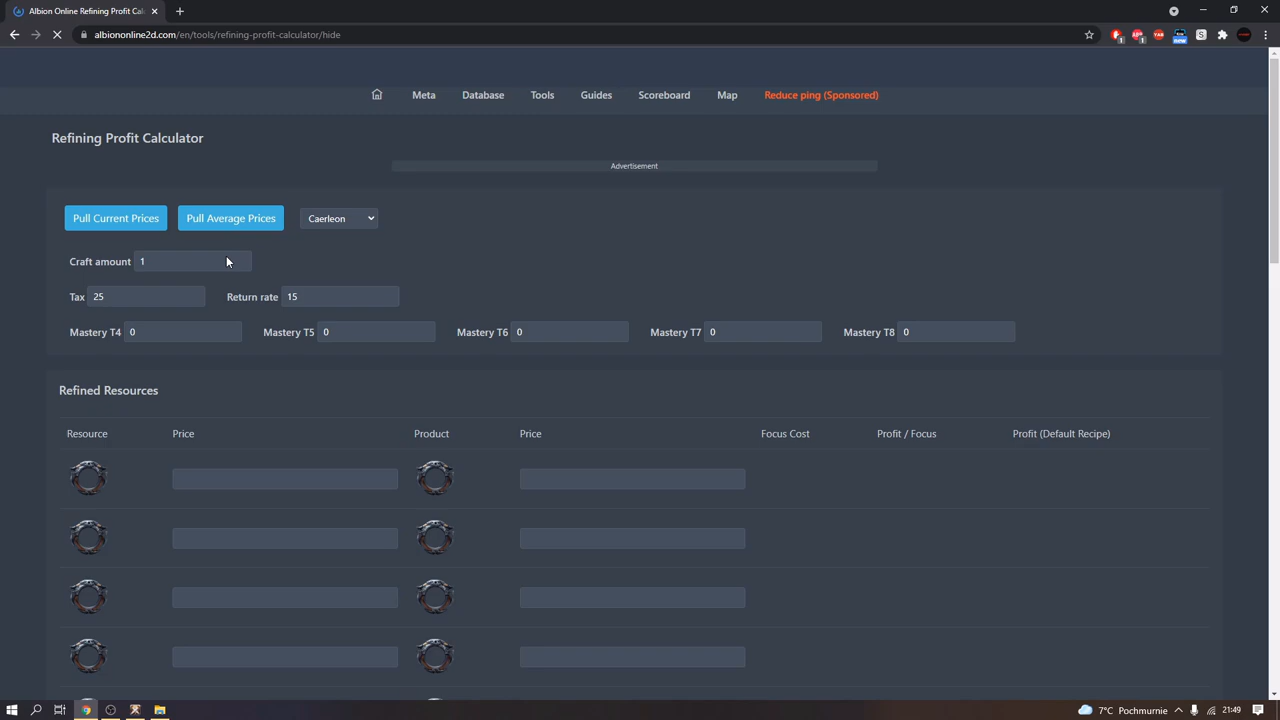 Albion Online Refining Profit Cal
albiononline2d.com/en/tools/refining-profit-calculator/hide
Meta Database Tools Guides Scoreboard Map Reduce ping (Sponsored)
Refining Profit Calculator
Advertisement
Pull Current Prices Pull Average Prices Caerleon
Craft amount 1
Tax 25 Return rate 15
Mastery T4 0 Mastery T5 0 Mastery T6 0 Mastery T7 0 Mastery T8 0
Refined Resources
Resource Price Product Price Focus Cost Profit / Focus Profit (Default Recipe)
7°C Pochmurnie 21:49